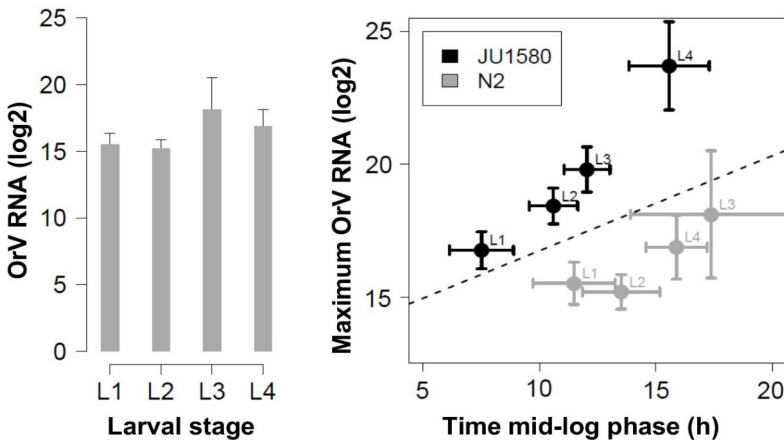 OrV RNA (log2)
25
20
15
10
5
0
L1 L2 L3 L4
Larval stage
Maximum OrV RNA (log2)
25
20
15
JU1580
N2
L4
L3
L2
L1
L3
L4
L1
L2
5 10 15 20
Time mid-log phase (h)